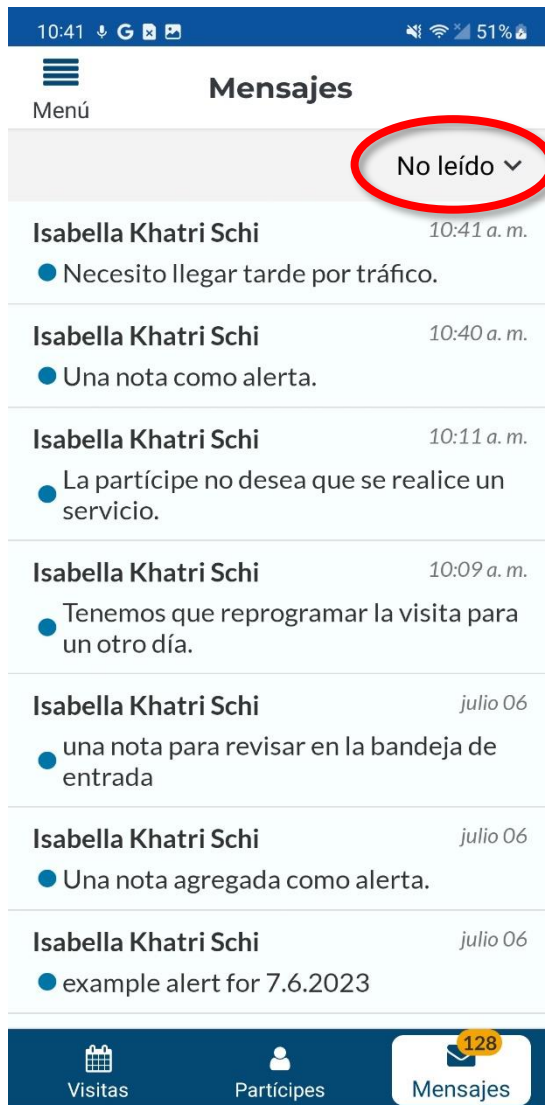 10:41 G 51%
Menú
Mensajes
No leído
Isabella Khatri Schi 10:41 a. m.
Necesito llegar tarde por tráfico.
Isabella Khatri Schi 10:40 a. m.
Una nota como alerta.
Isabella Khatri Schi 10:11 a. m.
La partícipe no desea que se realice un
servicio.
Isabella Khatri Schi 10:09 a. m.
Tenemos que reprogramar la visita para
un otro día.
Isabella Khatri Schi julio 06
una nota para revisar en la bandeja de
entrada
Isabella Khatri Schi julio 06
Una nota agregada como alerta.
Isabella Khatri Schi julio 06
example alert for 7.6.2023
128
Visitas Partícipes Mensajes